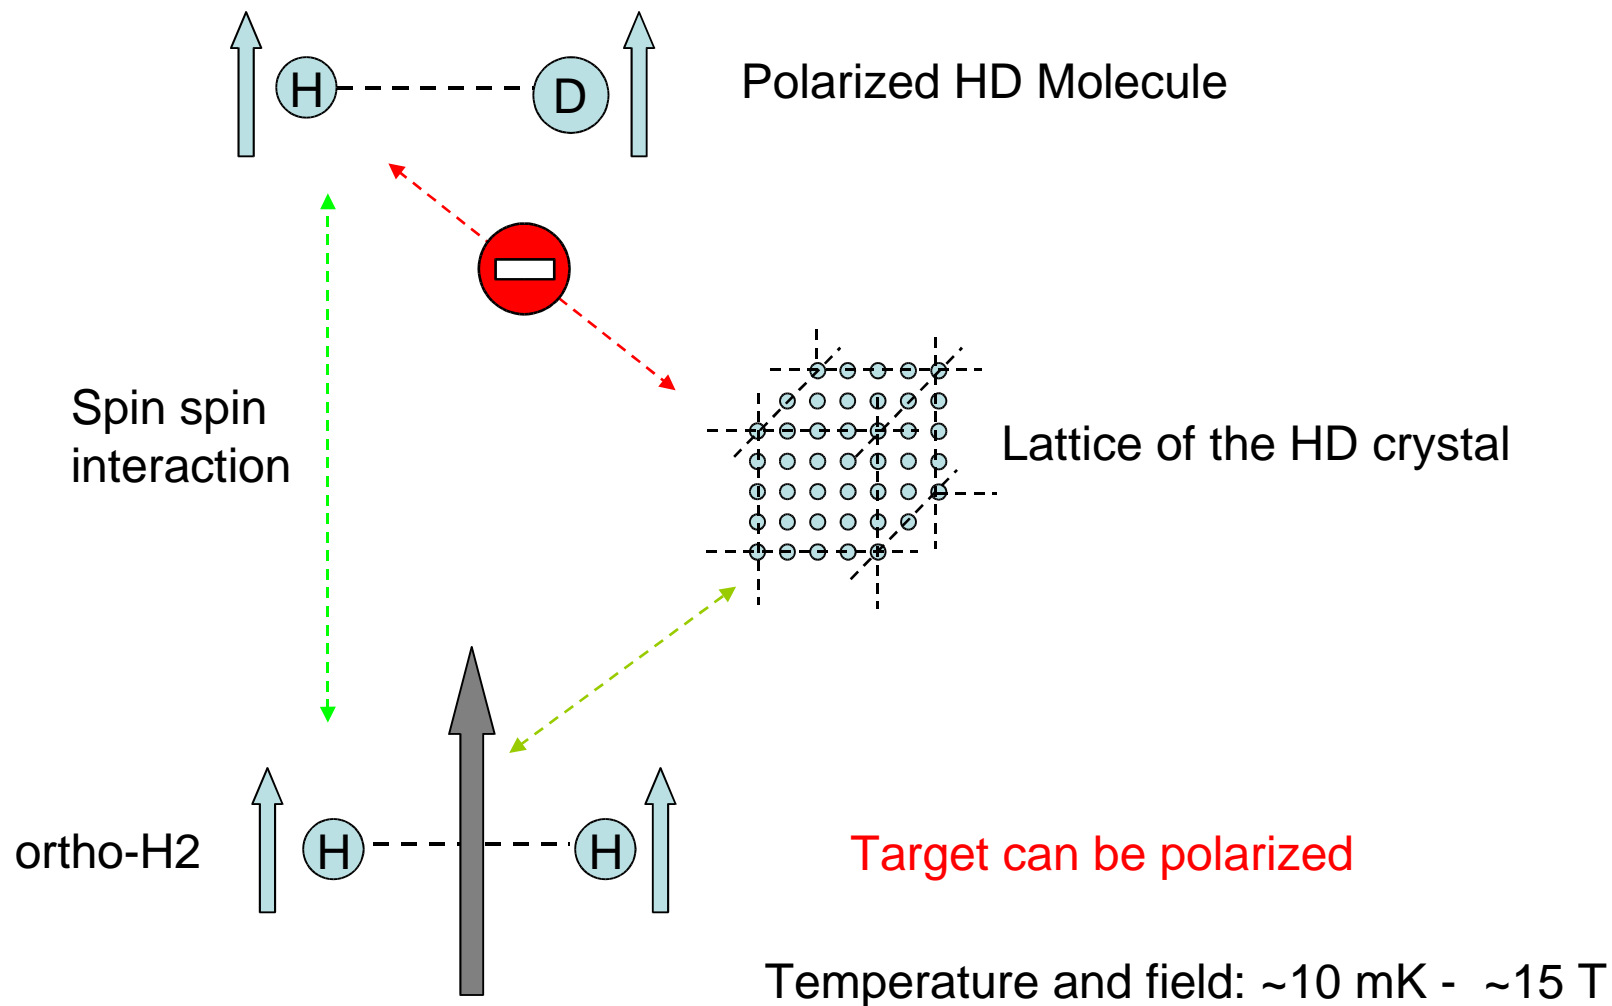 H
D
Polarized HD Molecule
Spin spin
interaction
Lattice of the HD crystal
ortho-H2
H
H
Target can be polarized
Temperature and field: ~10 mK - ~15 T